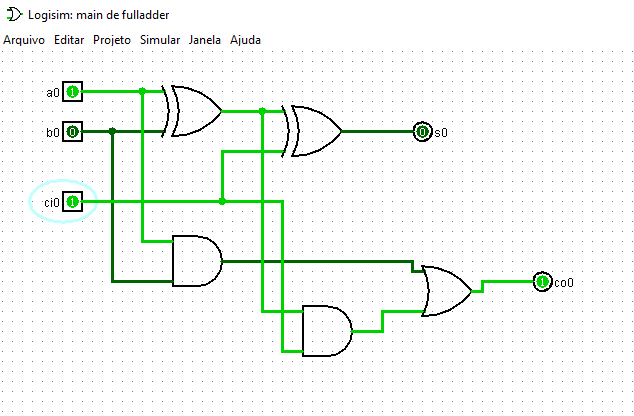 Logisim: main de fulladder
Arquivo Editar Projeto Simular Janela Ajuda
a0 1
b0 0
0 s0
ci0 1
1 co0